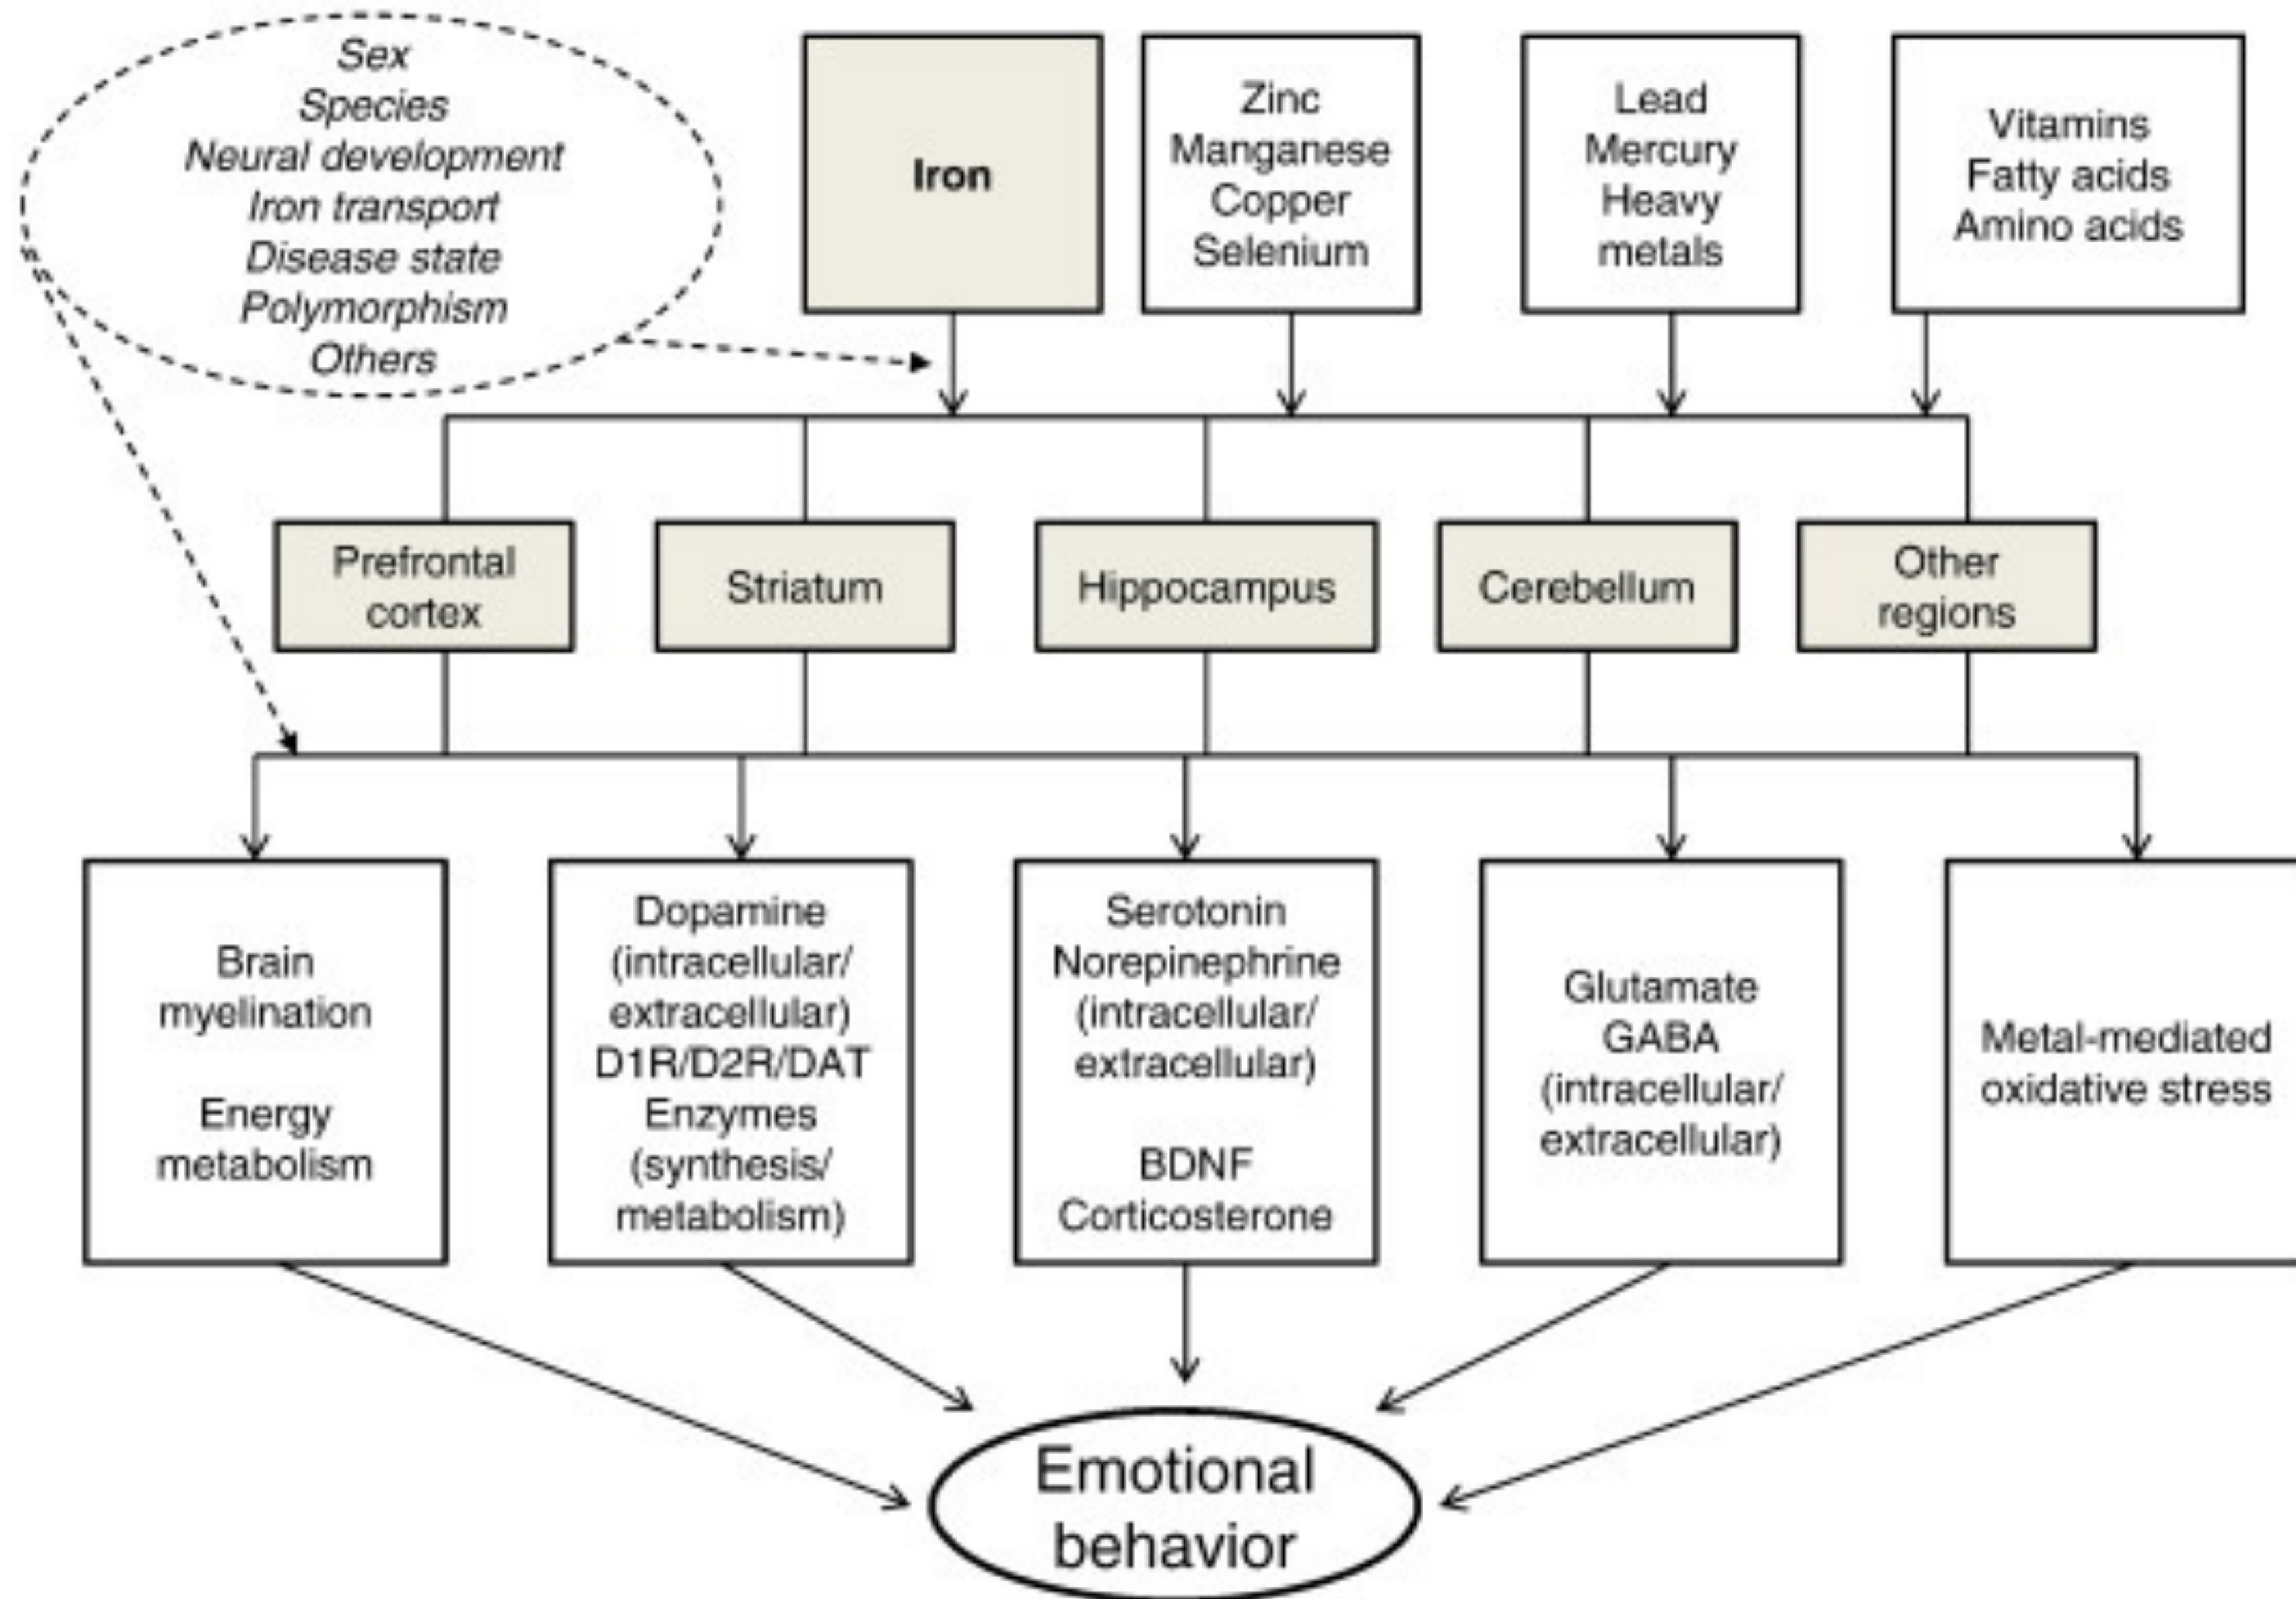 Sex
Species
Neural development
Iron transport
Disease state
Polymorphism
Others
Iron
Zinc
Manganese
Copper
Selenium
Lead
Mercury
Heavy
metals
Vitamins
Fatty acids
Amino acids
Prefrontal
cortex
Striatum
Hippocampus
Cerebellum
Other
regions
Brain
myelination
Energy
metabolism
Dopamine
(intracellular/
extracellular)
D1R/D2R/DAT
Enzymes
(synthesis/
metabolism)
Serotonin
Norepinephrine
(intracellular/
extracellular)
BDNF
Corticosterone
Glutamate
GABA
(intracellular/
extracellular)
Metal-mediated
oxidative stress
Emotional
behavior